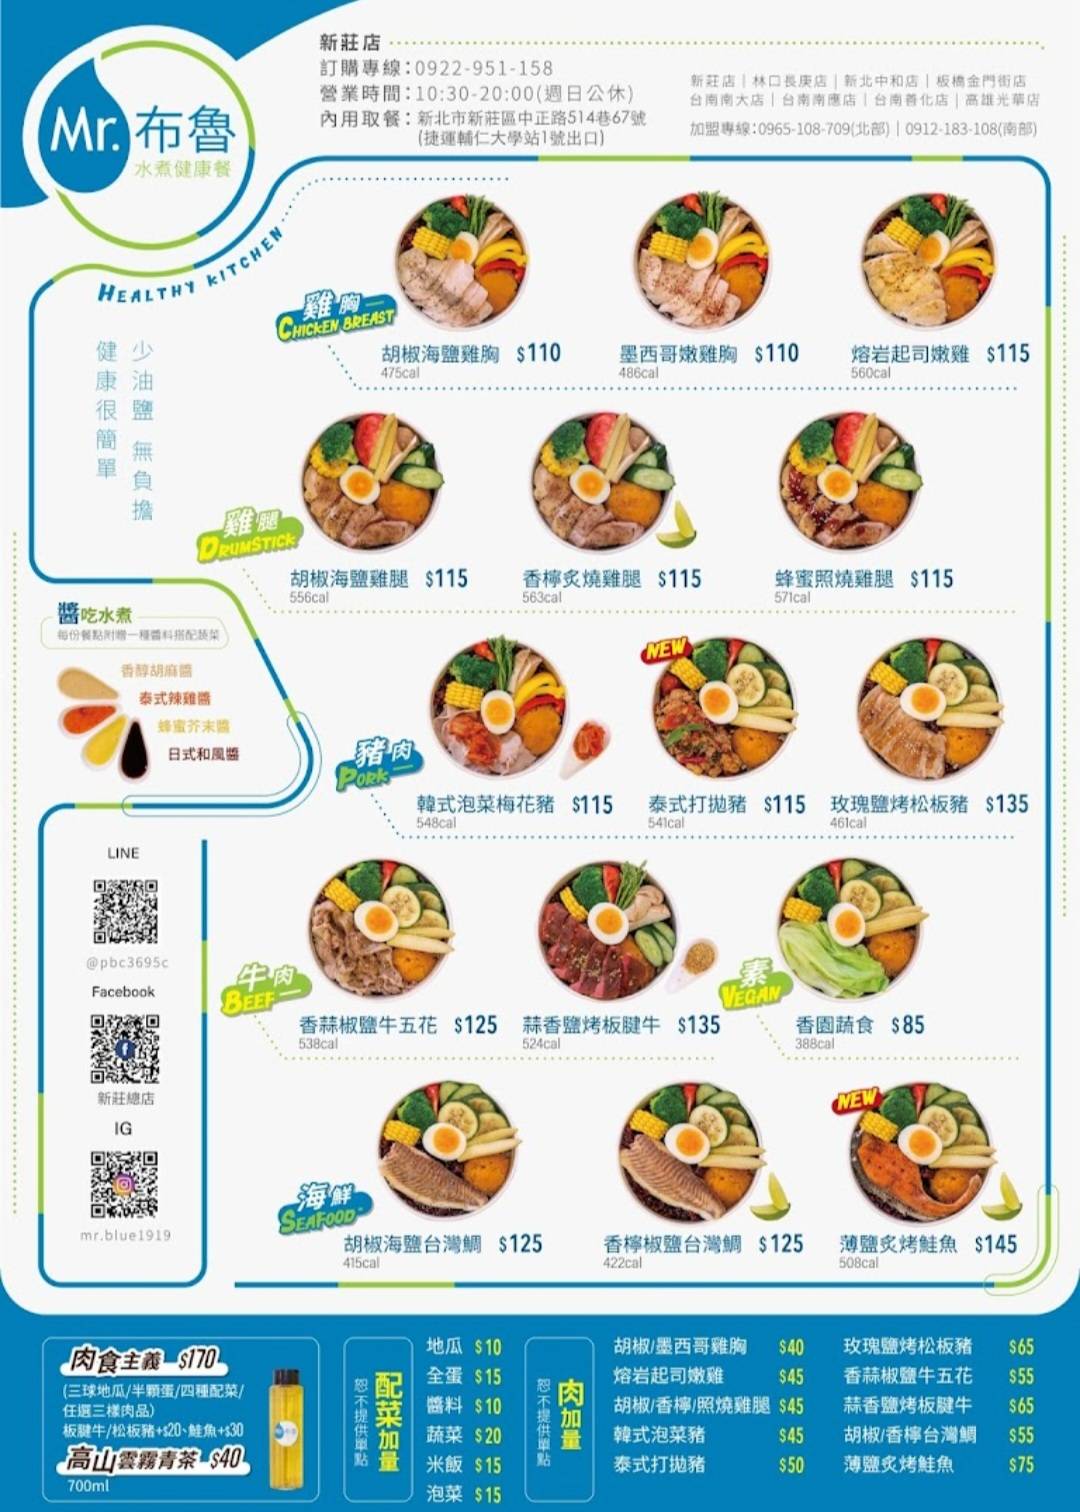 Mr.布魯
水煮健康餐
HEALTHY KITCHEN
新莊店
訂購專線：0922-951-158
營業時間：10:30-20:00(週日公休)
內用取餐：新北市新莊區中正路514巷67號
(捷運輔仁大學站1號出口)
新莊店｜林口長庚店｜新北中和店｜板橋金門街店
台南南大店｜台南南應店｜台南善化店｜高雄光華店
加盟專線：0965-108-709(北部)｜0912-183-108(南部)
少油鹽 無負擔
健康很簡單
雞胸
CHICKEN BREAST
胡椒海鹽雞胸 $110
475cal
墨西哥嫩雞胸 $110
486cal
熔岩起司嫩雞 $115
560cal
雞腿
DRUMSTICK
胡椒海鹽雞腿 $115
556cal
香檸炙燒雞腿 $115
563cal
蜂蜜照燒雞腿 $115
571cal
醬吃水煮
每份餐點附贈一種醬料搭配蔬菜
香醇胡麻醬
泰式辣雞醬
蜂蜜芥末醬
日式和風醬
豬肉
PORK
韓式泡菜梅花豬 $115
548cal
NEW
泰式打拋豬 $115
541cal
玫瑰鹽烤松板豬 $135
461cal
LINE
@pbc3695c
Facebook
新莊總店
IG
mr.blue1919
牛肉
BEEF
香蒜椒鹽牛五花 $125
538cal
蒜香鹽烤板腱牛 $135
524cal
素
VEGAN
香園蔬食 $85
388cal
海鮮
SEAFOOD
胡椒海鹽台灣鯛 $125
415cal
香檸椒鹽台灣鯛 $125
422cal
NEW
薄鹽炙烤鮭魚 $145
508cal
肉食主義 $170
(三球地瓜/半顆蛋/四種配菜/
任選三樣肉品)
板腱牛/松板豬+$20、鮭魚+$30
高山雲霧青茶 $40
700ml
配菜加量
恕不提供單點
地瓜 $10
全蛋 $15
醬料 $10
蔬菜 $20
米飯 $15
泡菜 $15
肉加量
恕不提供單點
胡椒/墨西哥雞胸 $40
熔岩起司嫩雞 $45
胡椒/香檸/照燒雞腿 $45
韓式泡菜豬 $45
泰式打拋豬 $50
玫瑰鹽烤松板豬 $65
香蒜椒鹽牛五花 $55
蒜香鹽烤板腱牛 $65
胡椒/香檸台灣鯛 $55
薄鹽炙烤鮭魚 $75